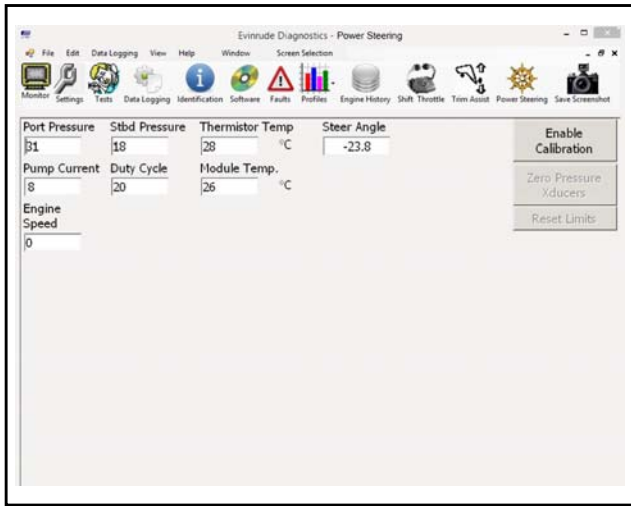 Evinrude Diagnostics - Power Steering
File Edit Data Logging View Help Window Screen Selection
Monitor Settings Tests Data Logging Identification Software Faults Profiles Engine History Shift Throttle Trim Assist Power Steering Save Screenshot
Port Pressure Stbd Pressure Thermistor Temp Steer Angle
31 18 28 °C -23.8
Enable
Calibration
Pump Current Duty Cycle Module Temp.
8 20 26 °C
Zero Pressure
Xducers
Engine
Speed
Reset Limits
0